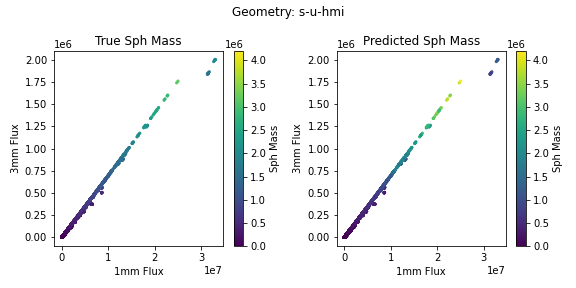 Geometry: s-u-hmi
True Sph Mass
1e6
2.00
1.75
1.50
1.25
1.00
0.75
0.50
0.25
0.00
3mm Flux
0
1
2
3
1mm Flux
1e7
1e6
4.0
3.5
3.0
2.5
2.0
1.5
1.0
0.5
0.0
Sph Mass
Predicted Sph Mass
1e6
2.00
1.75
1.50
1.25
1.00
0.75
0.50
0.25
0.00
3mm Flux
0
1
2
3
1mm Flux
1e7
1e6
4.0
3.5
3.0
2.5
2.0
1.5
1.0
0.5
0.0
Sph Mass